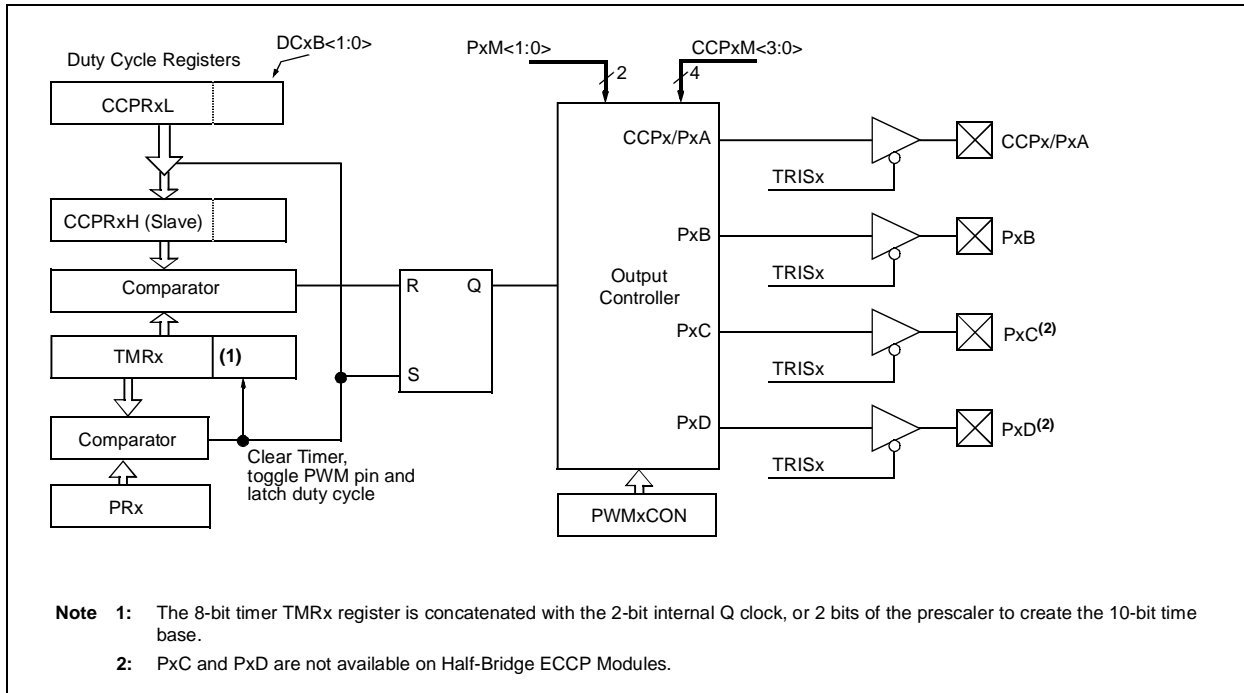 DCxB<1:0>
Duty Cycle Registers
CCPRxL
CCPRxH (Slave)
Comparator
TMRx
(1)
Comparator
PRx
Clear Timer,
toggle PWM pin and
latch duty cycle
R
Q
S
PxM<1:0>
2
CCPxM<3:0>
4
Output
Controller
CCPx/PxA
PxB
PxC
PxD
PWMxCON
TRISx
CCPx/PxA
TRISx
PxB
TRISx
PxC(2)
TRISx
PxD(2)
Note 1: The 8-bit timer TMRx register is concatenated with the 2-bit internal Q clock, or 2 bits of the prescaler to create the 10-bit time
base.
2: PxC and PxD are not available on Half-Bridge ECCP Modules.